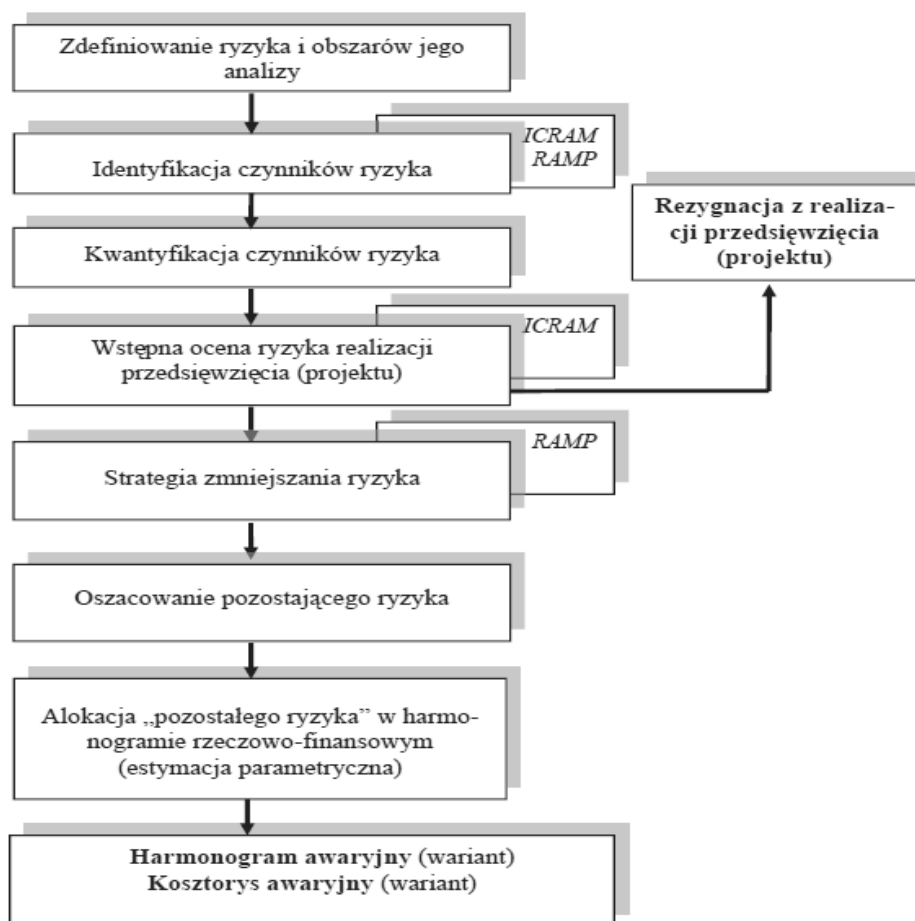 Zdefiniowanie ryzyka i obszarów jego
analizy
ICRAM
RAMP
Identyfikacja czynników ryzyka
Rezygnacja z realiza-
cji przedsięwzięcia
(projektu)
Kwantyfikacja czynników ryzyka
ICRAM
Wstępna ocena ryzyka realizacji
przedsięwzięcia (projektu)
RAMP
Strategia zmniejszania ryzyka
Oszacowanie pozostającego ryzyka
Alokacja „pozostałego ryzyka” w harmo-
nogramie rzeczowo-finansowym
(estymacja parametryczna)
Harmonogram awaryjny (wariant)
Kosztorys awaryjny (wariant)